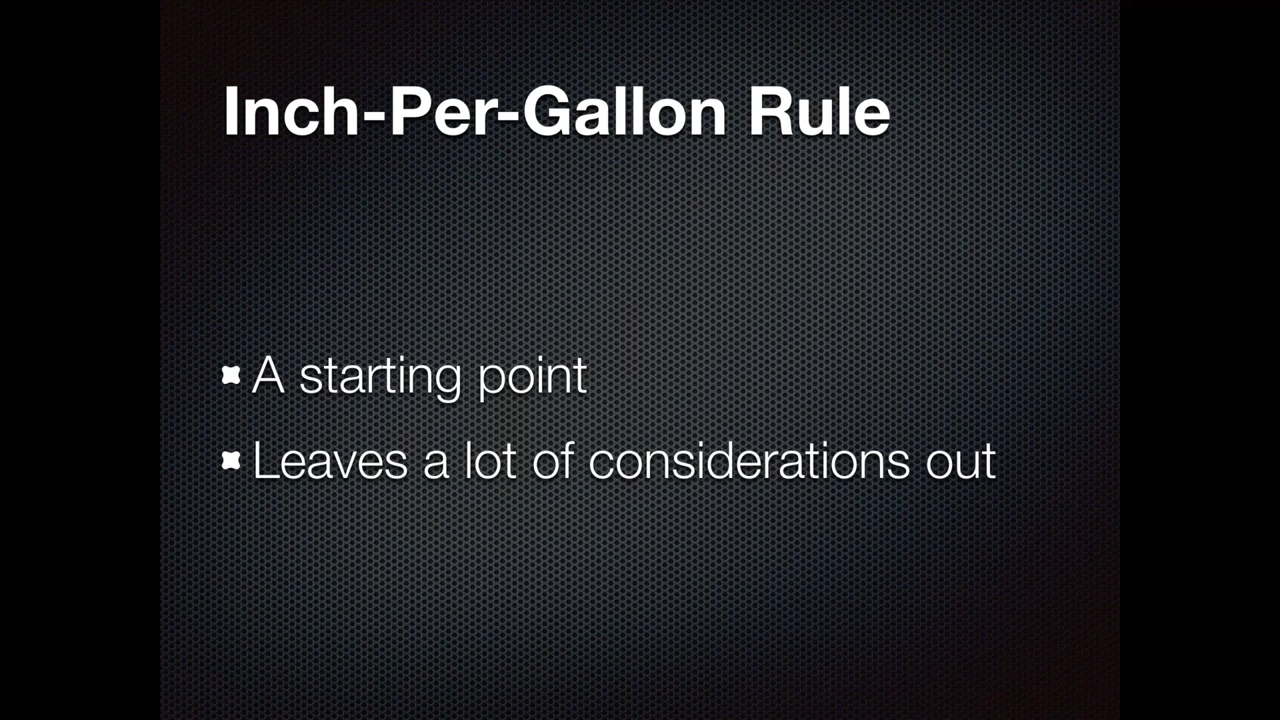 Inch-Per-Gallon Rule
A starting point
Leaves a lot of considerations out